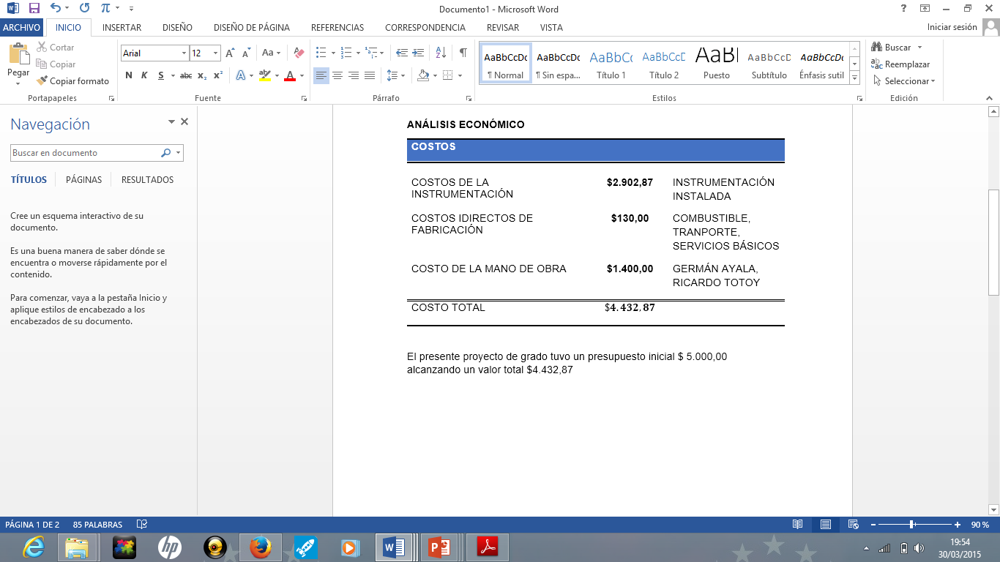 Documento1 - Microsoft Word
ARCHIVO INICIO INSERTAR DISEÑO DISEÑO DE PÁGINA REFERENCIAS CORRESPONDENCIA REVISAR VISTA Iniciar sesión
Pegar
Cortar
Copiar
Copiar formato
Portapapeles
Arial 12
N K S abc x₂ x²
Fuente
Párrafo
AaBbCcDc AaBbCcDc AaBbCc AaBbCcD AaBl AaBbCcD AaBbCcDc
¶ Normal ¶ Sin espa... Título 1 Título 2 Puesto Subtítulo Énfasis sutil
Estilos
Buscar
Reemplazar
Seleccionar
Edición
Navegación
Buscar en documento
TÍTULOS PÁGINAS RESULTADOS
Cree un esquema interactivo de su
documento.
Es una buena manera de saber dónde se
encuentra o moverse rápidamente por el
contenido.
Para comenzar, vaya a la pestaña Inicio y
aplique estilos de encabezado a los
encabezados de su documento.
ANÁLISIS ECONÓMICO
COSTOS
COSTOS DE LA $2.902,87 INSTRUMENTACIÓN
INSTRUMENTACIÓN INSTALADA
COSTOS IDIRECTOS DE $130,00 COMBUSTIBLE,
FABRICACIÓN TRANPORTE,
SERVICIOS BÁSICOS
COSTO DE LA MANO DE OBRA $1.400,00 GERMÁN AYALA,
RICARDO TOTOY
COSTO TOTAL $4.432,87
El presente proyecto de grado tuvo un presupuesto inicial $ 5.000,00
alcanzando un valor total $4.432,87
PÁGINA 1 DE 2 85 PALABRAS 90 %
19:54
30/03/2015